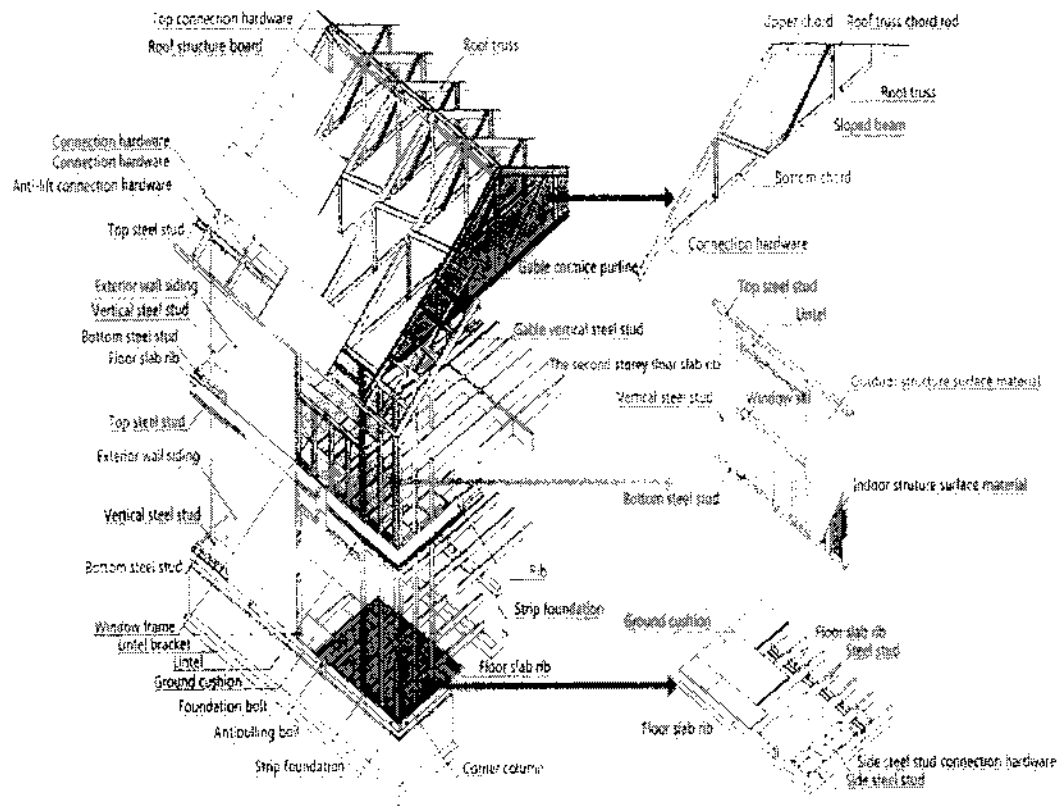 Top connection hardware
Roof structure board
Roof truss
Upper chord
Roof truss chord rod
Roof truss
Sloped beam
Bottom chord
Connection hardware
Connection hardware
Connection hardware
Anti-lift connection hardware
Top steel stud
Exterior wall siding
Vertical steel stud
Bottom steel stud
Floor slab rib
Top steel stud
Exterior wall siding
Vertical steel stud
Bottom steel stud
Window frame
Lintel bracket
Lintel
Ground cushion
Foundation bolt
Antipulling bolt
Strip foundation
Corner column
Gable cornice purline
Gable vertical steel stud
The second storey floor slab rib
Vertical steel stud
Bottom steel stud
Rib
Strip foundation
Floor slab rib
Top steel stud
Lintel
Outdoor structure surface material
Window sill
Indoor struture surface material
Ground cushion
Floor slab rib
Steel stud
Floor slab rib
Side steel stud connection hardware
Side steel stud